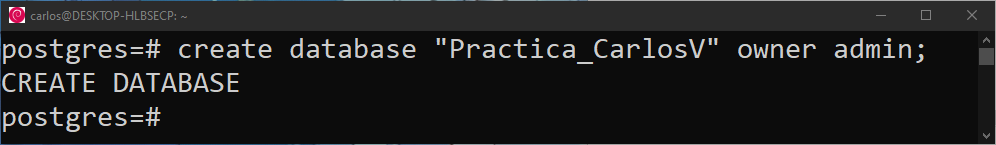 carlos@DESKTOP-HLBSECP: ~
postgres=# create database "Practica_CarlosV" owner admin;
CREATE DATABASE
postgres=#